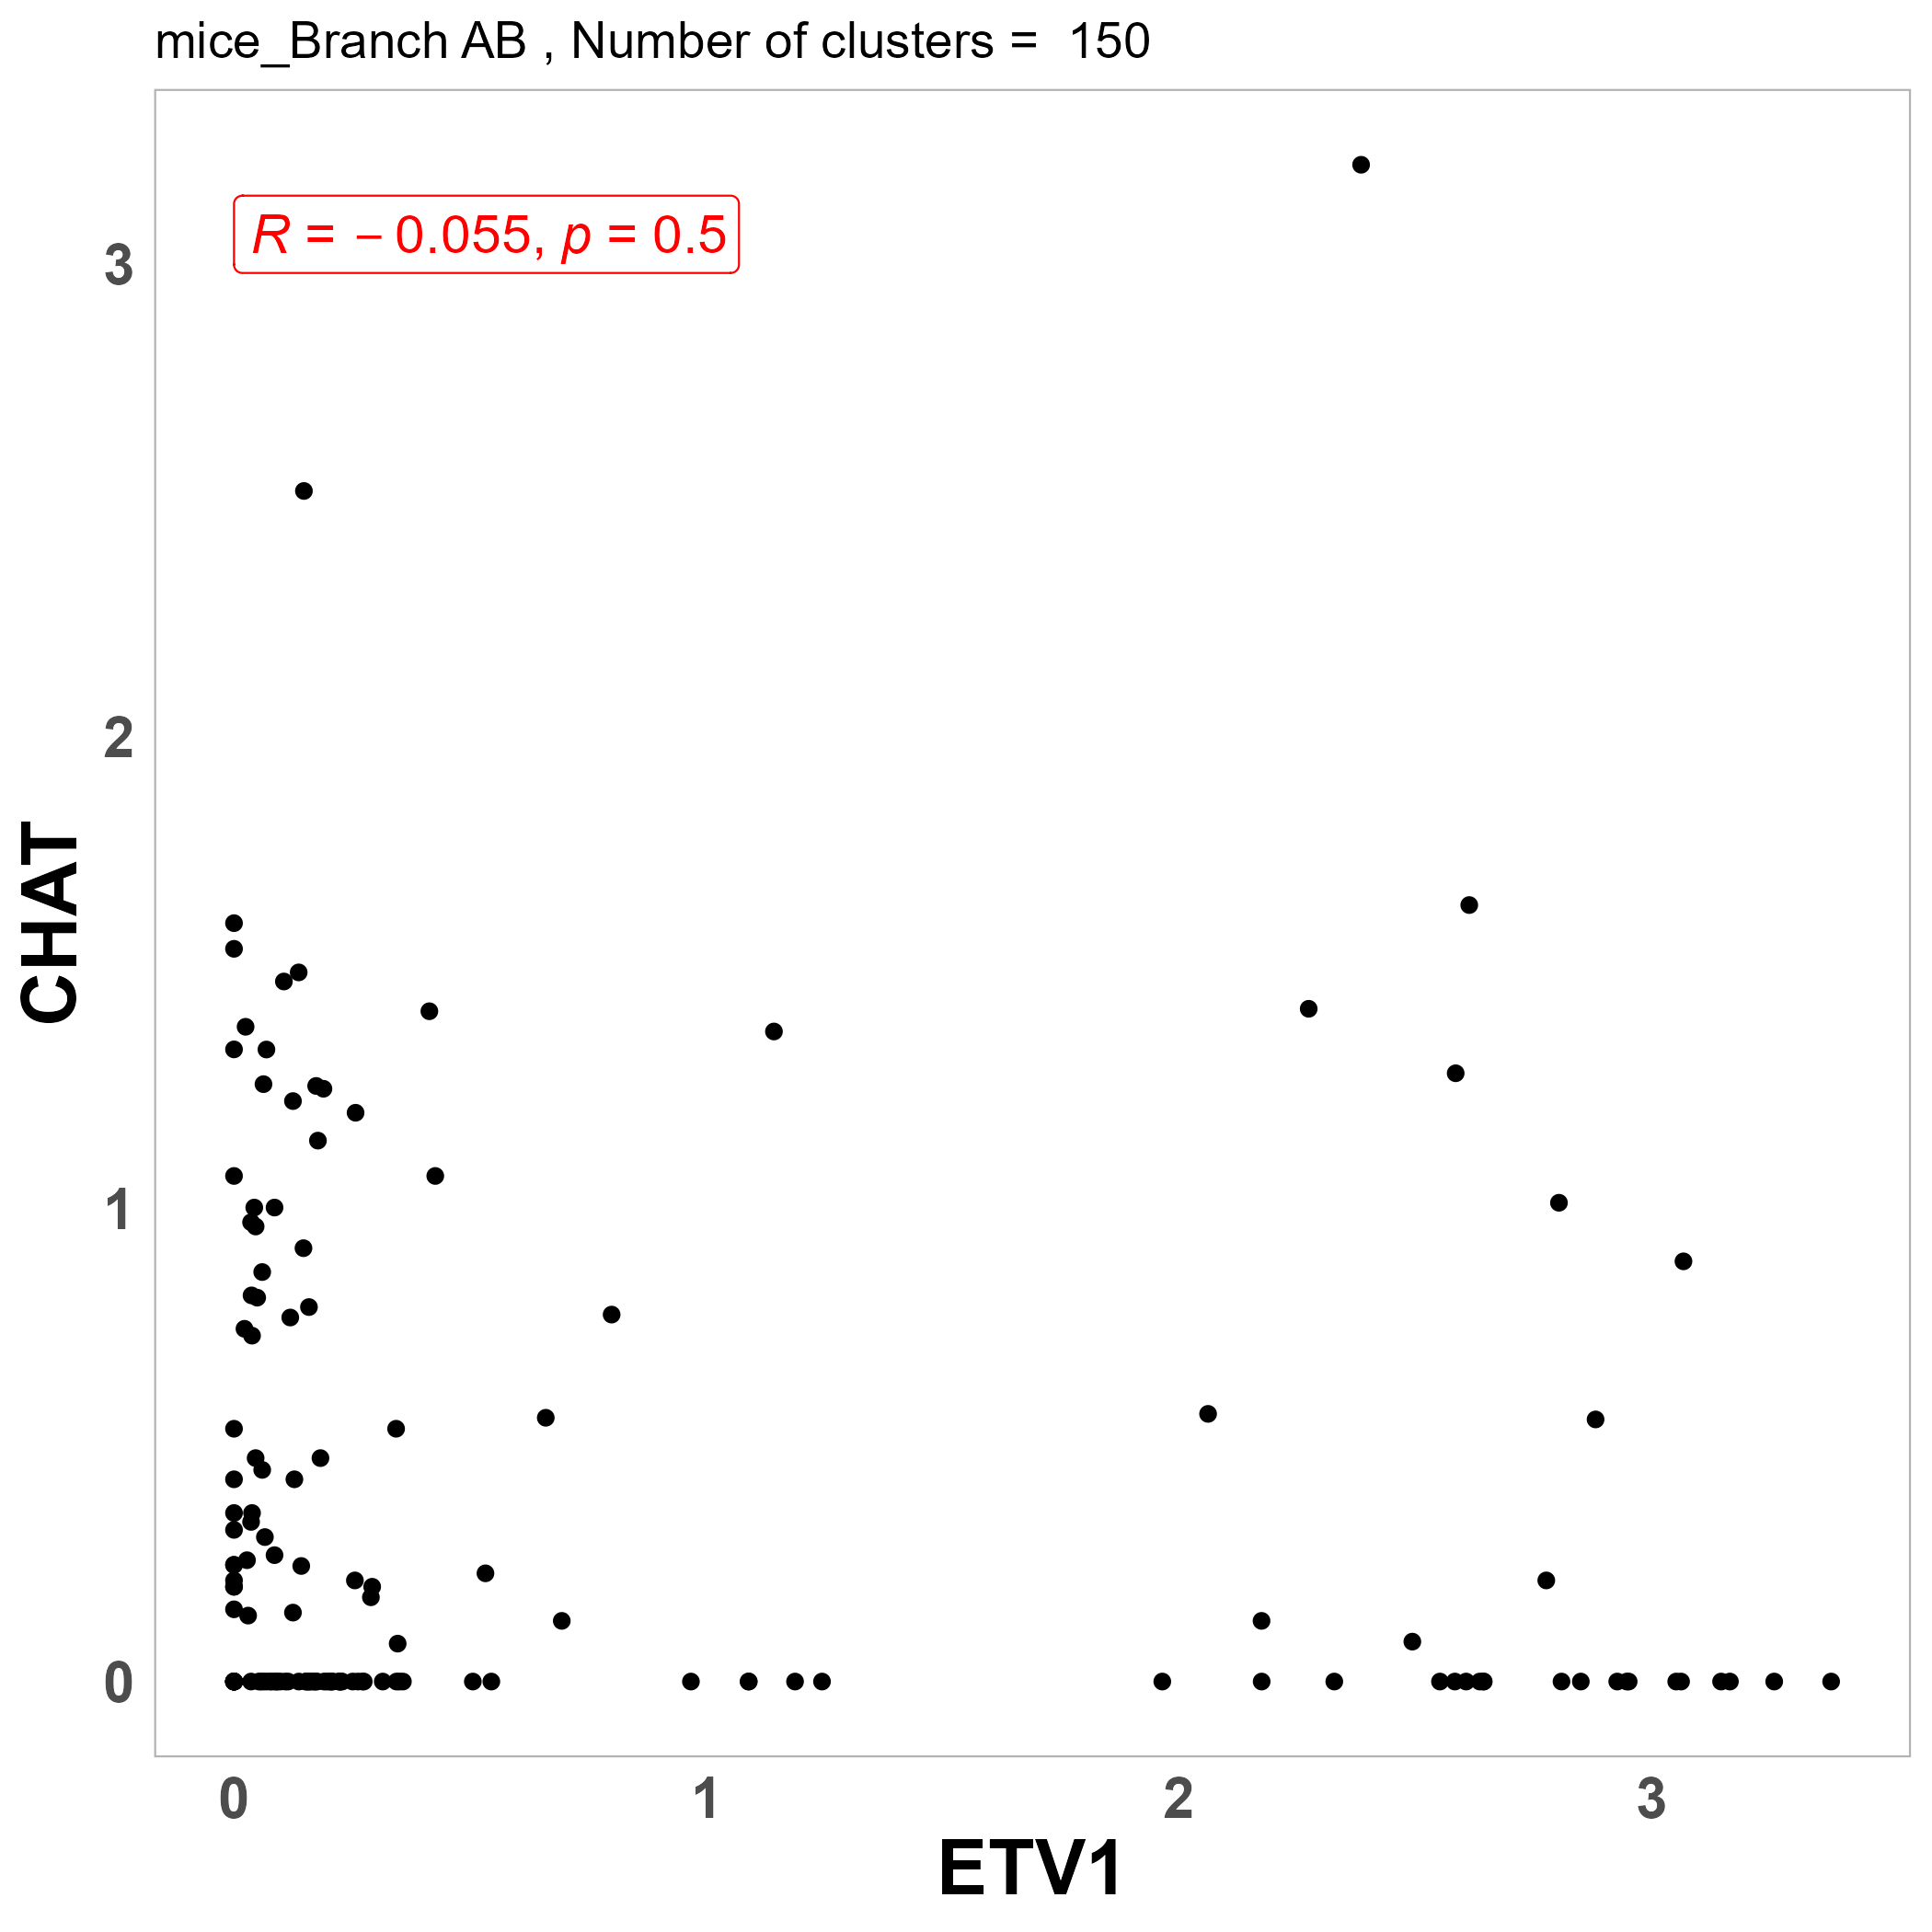 mice_Branch AB , Number of clusters =  150
R = − 0.055, p = 0.5
3
2
1
0
CHAT
0 1 2 3
ETV1